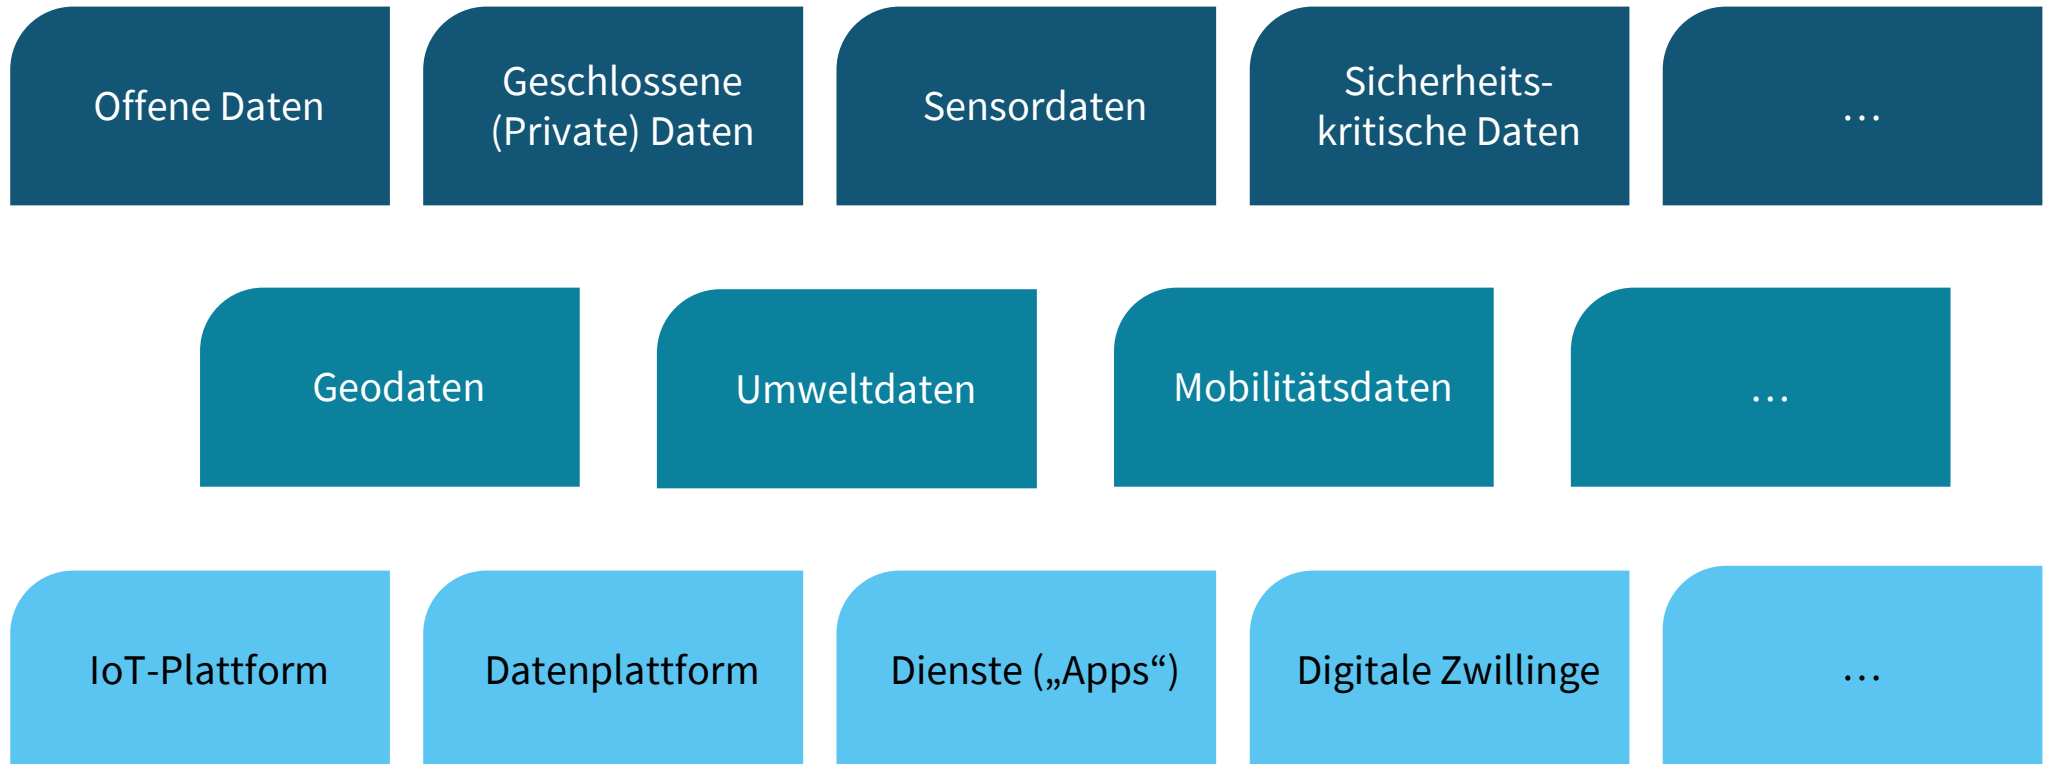 Offene Daten
Geschlossene
(Private) Daten
Sensordaten
Sicherheits-
kritische Daten
…
Geodaten
Umweltdaten
Mobilitätsdaten
…
IoT-Plattform
Datenplattform
Dienste („Apps“)
Digitale Zwillinge
…